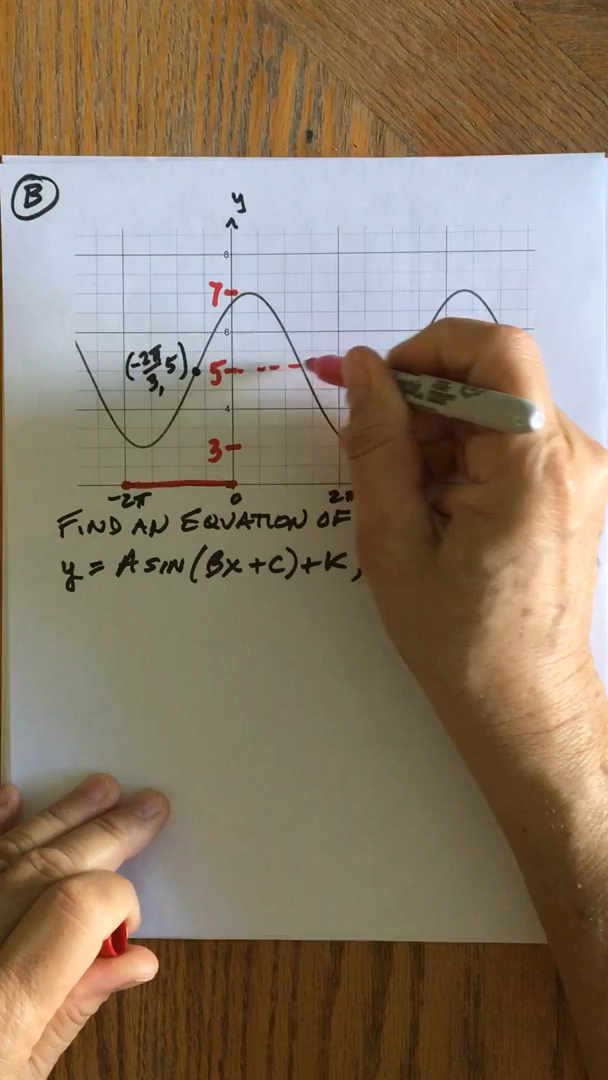 B
y
8
7
6
(-2π/3, 5)
5
4
3
-2π 0 2π
FIND AN EQUATION OF
y = A SIN(BX+C)+K,